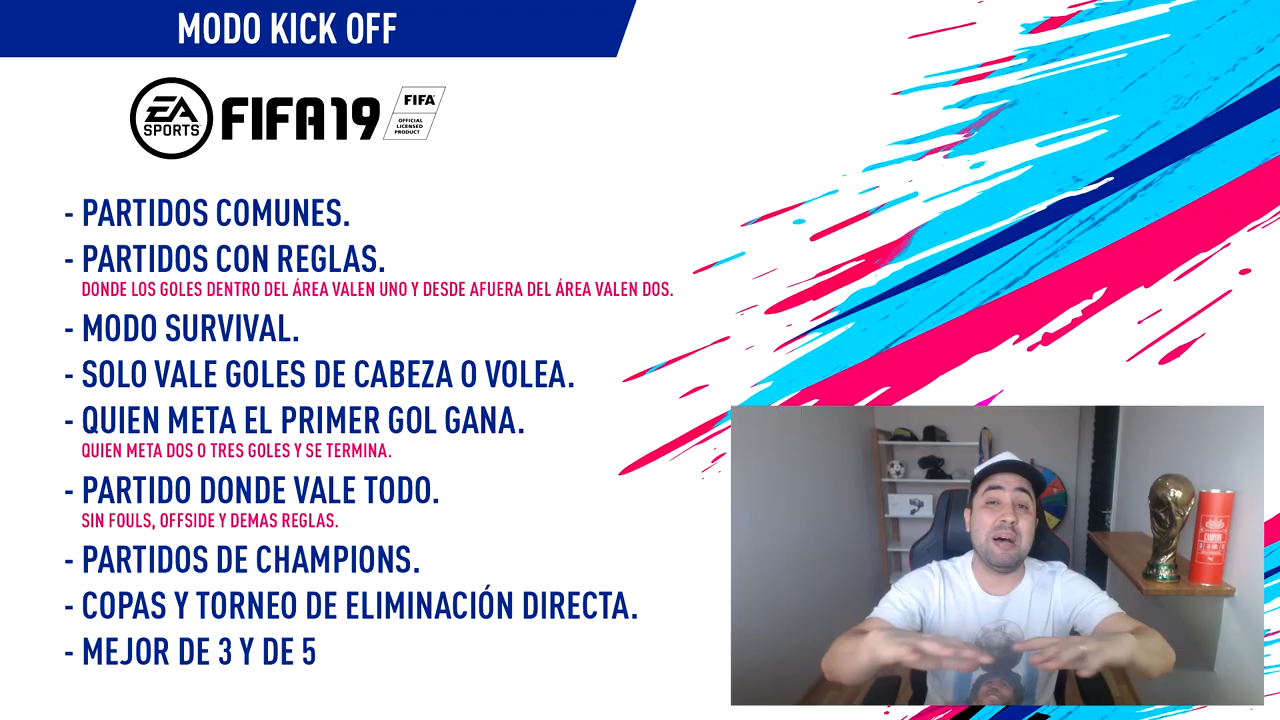 MODO KICK OFF
EA
SPORTS
FIFA19
FIFA
OFFICIAL
LICENSED
PRODUCT
- PARTIDOS COMUNES.
- PARTIDOS CON REGLAS.
DONDE LOS GOLES DENTRO DEL ÁREA VALEN UNO Y DESDE AFUERA DEL ÁREA VALEN DOS.
- MODO SURVIVAL.
- SOLO VALE GOLES DE CABEZA O VOLEA.
- QUIEN META EL PRIMER GOL GANA.
QUIEN META DOS O TRES GOLES Y SE TERMINA.
- PARTIDO DONDE VALE TODO.
SIN FOULS, OFFSIDE Y DEMAS REGLAS.
- PARTIDOS DE CHAMPIONS.
- COPAS Y TORNEO DE ELIMINACIÓN DIRECTA.
- MEJOR DE 3 Y DE 5